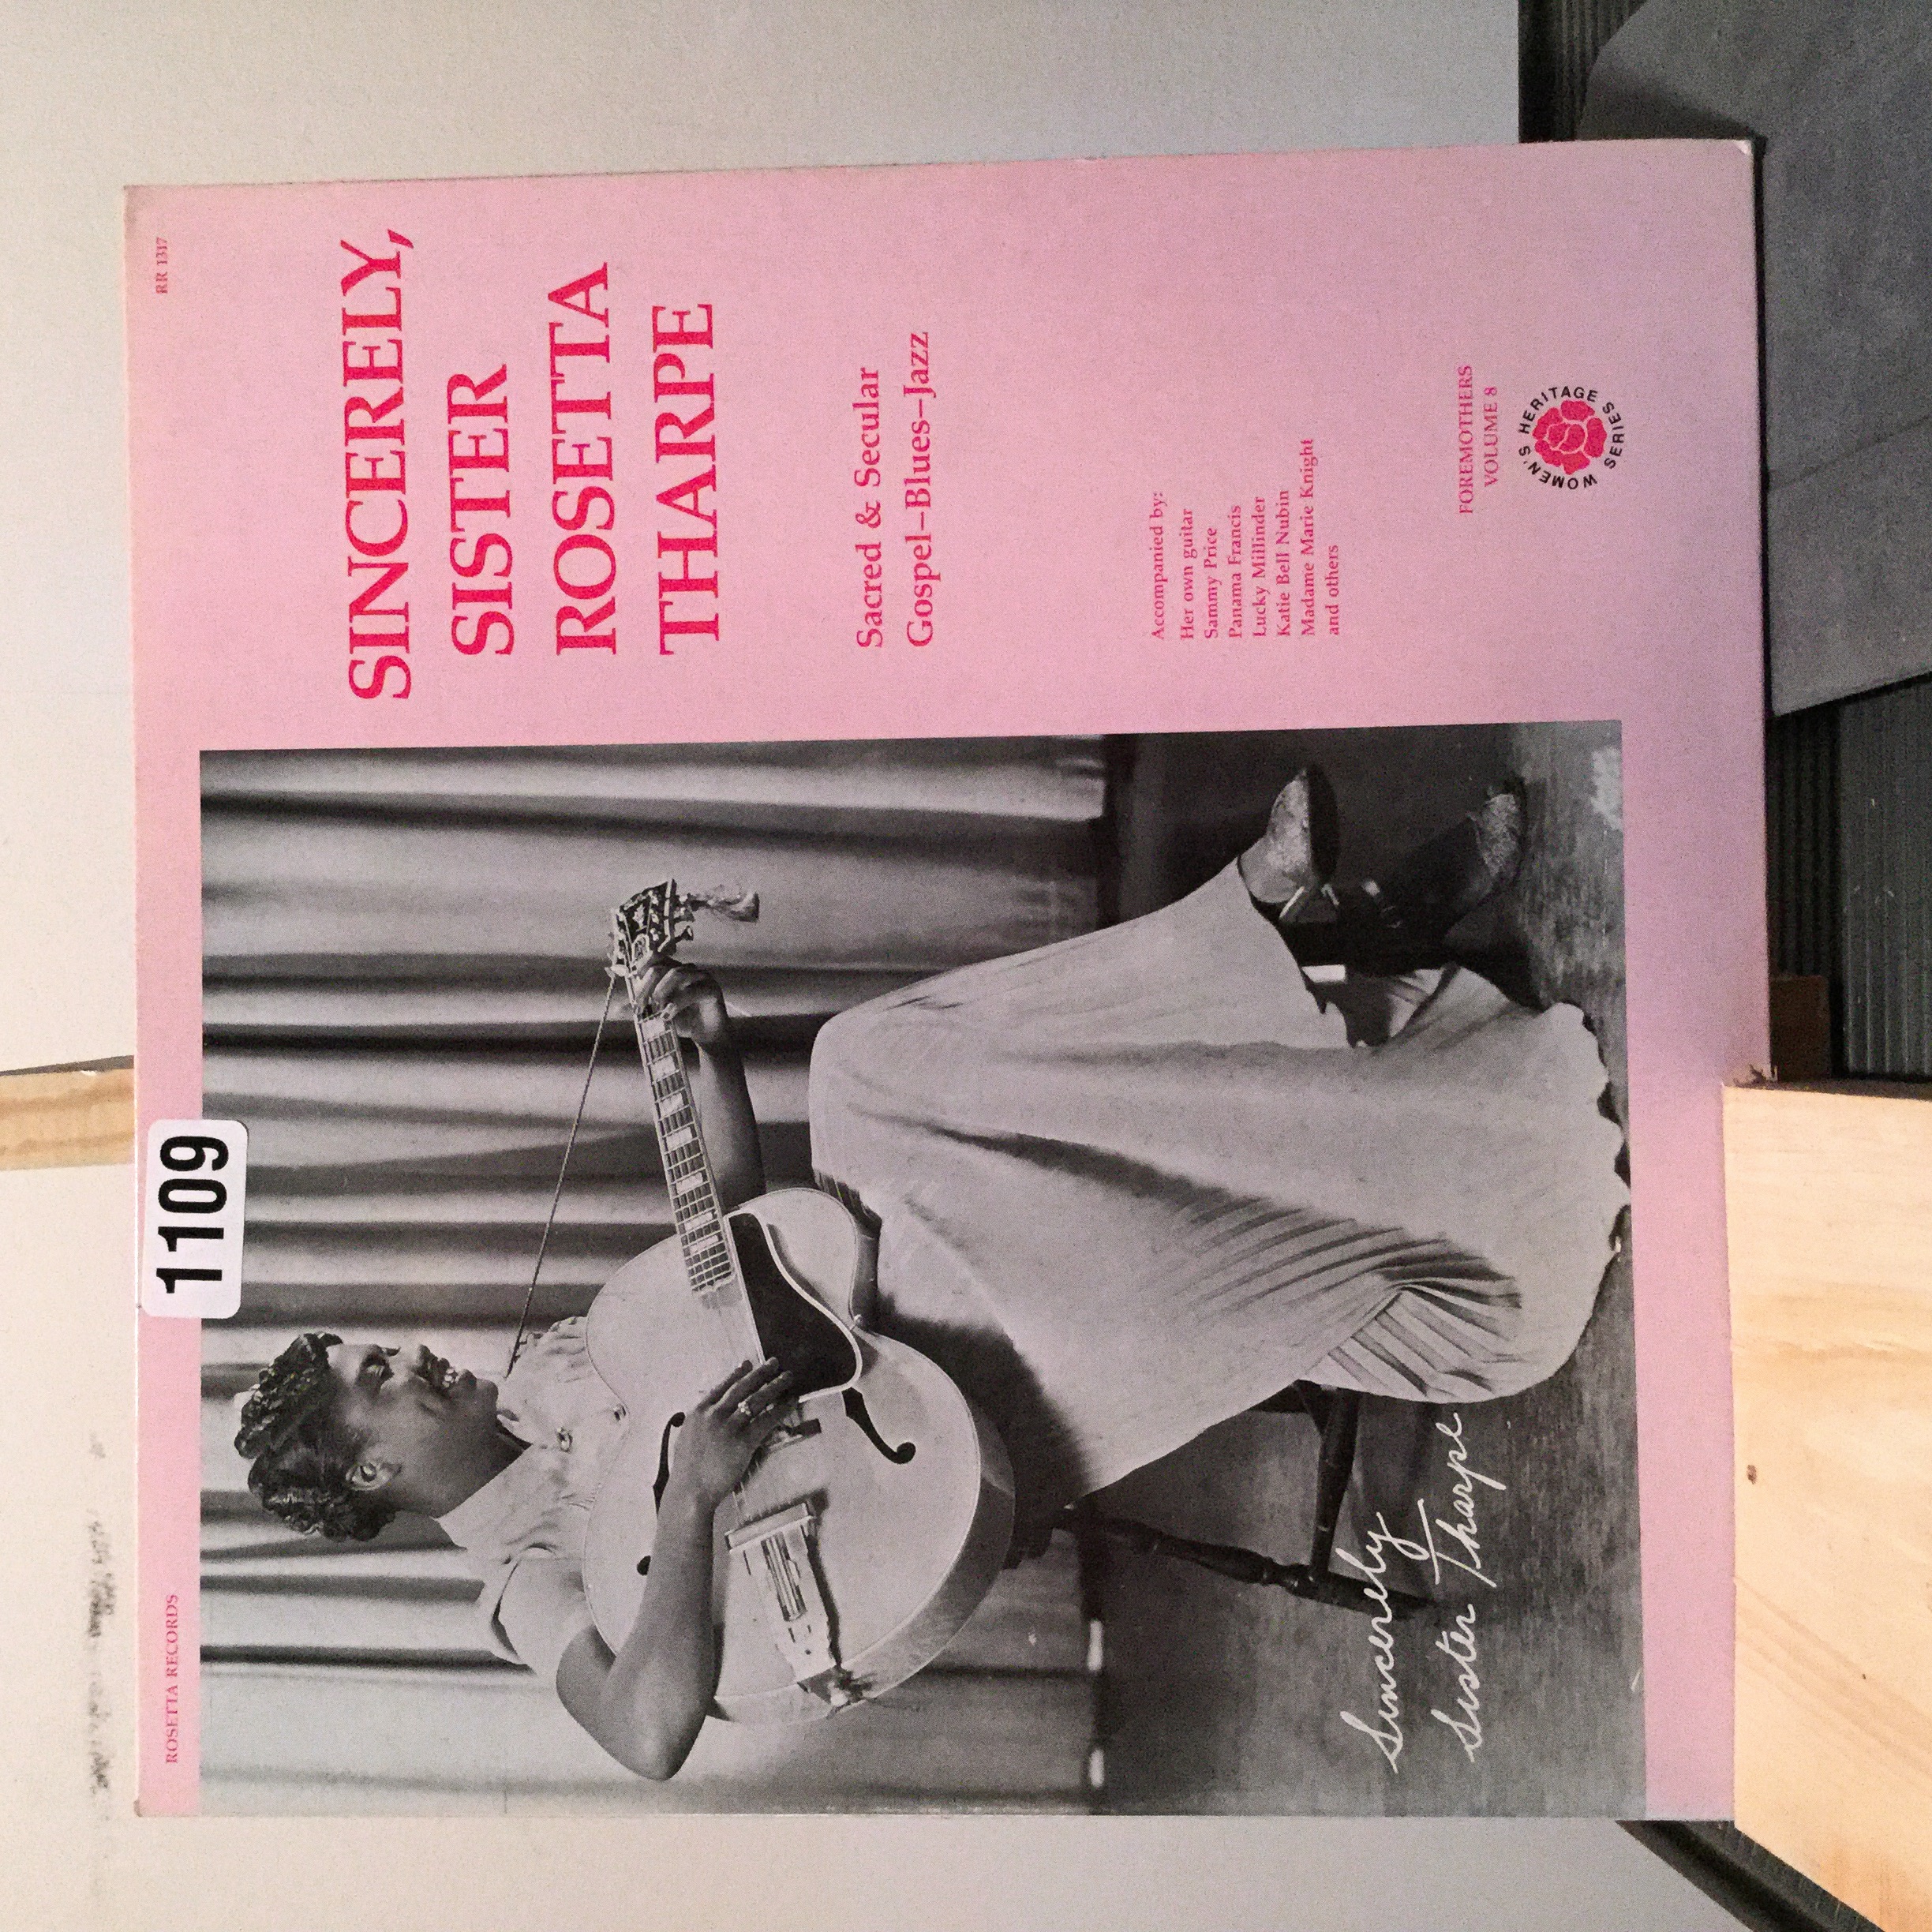 ROSETTA RECORDS
1109
RR 1317
SINCERELY,
SISTER
ROSETTA
THARPE
Sacred & Secular
Gospel–Blues–Jazz
Accompanied by:
Her own guitar
Sammy Price
Panama Francis
Lucky Millinder
Katie Bell Nubin
Madame Marie Knight
and others
FOREMOTHERS
VOLUME 8
WOMEN'S HERITAGE SERIES
Sincerely
Sister Tharpe